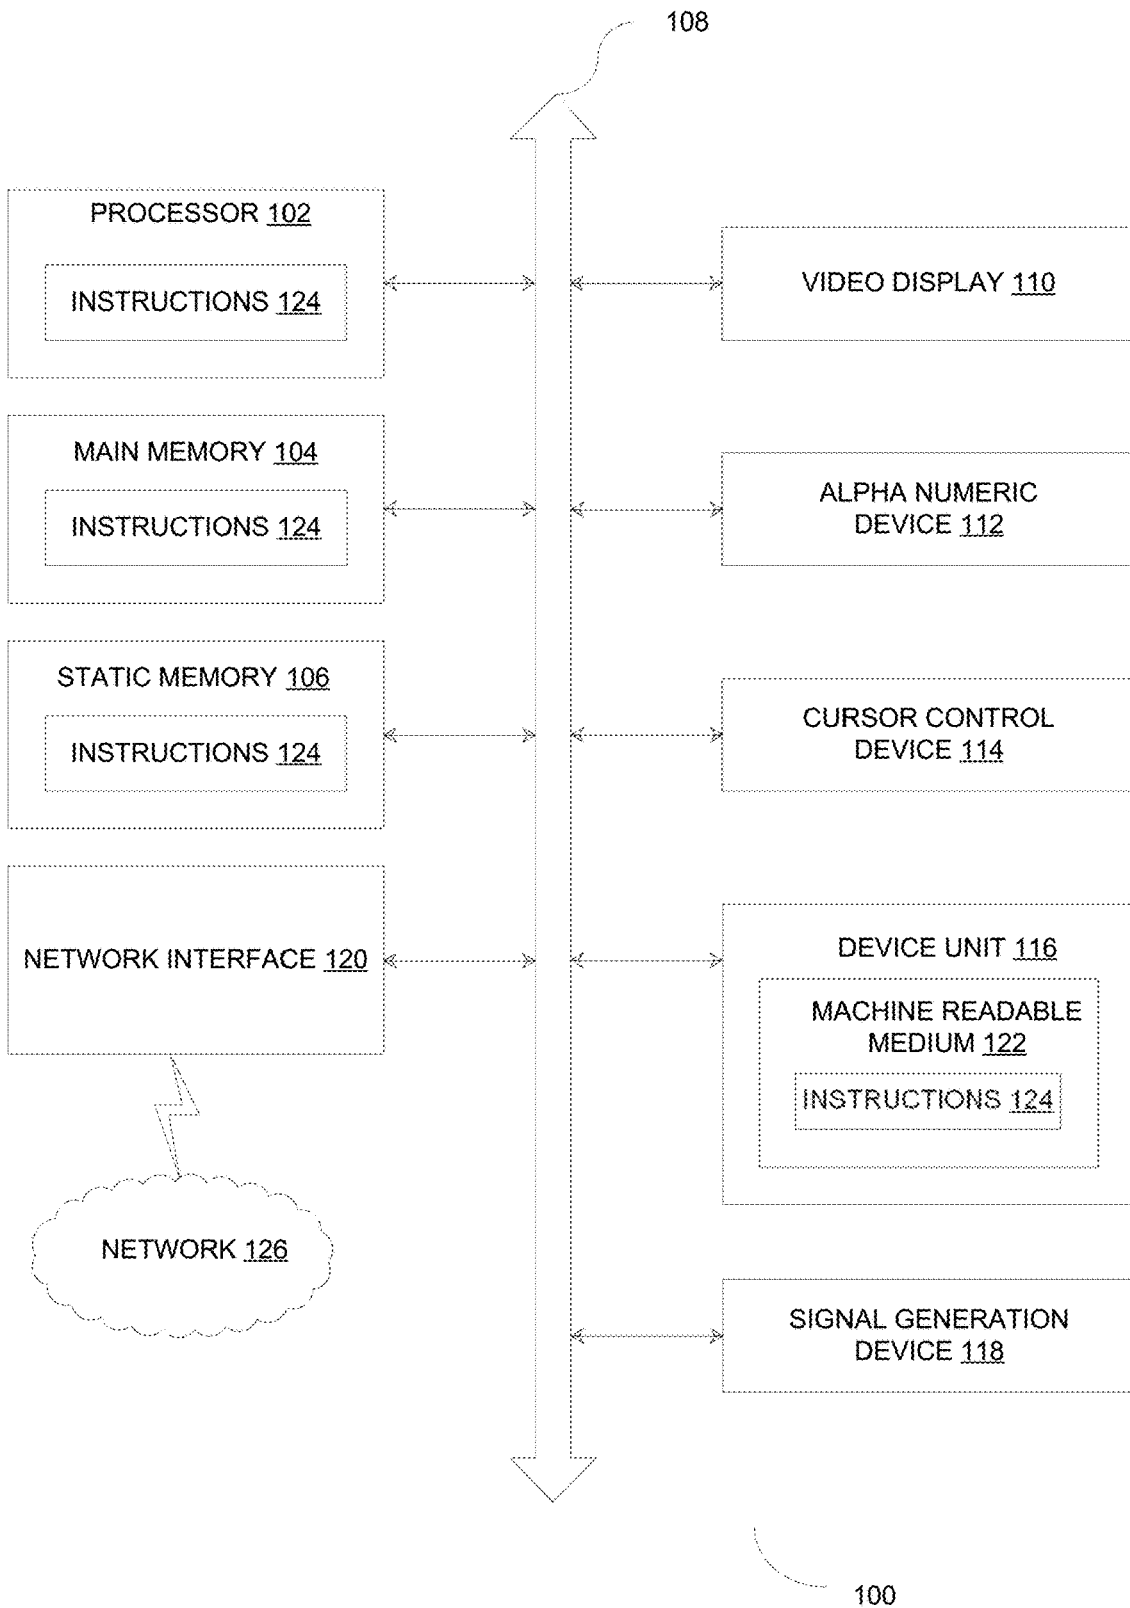 108
PROCESSOR 102
INSTRUCTIONS 124
MAIN MEMORY 104
INSTRUCTIONS 124
STATIC MEMORY 106
INSTRUCTIONS 124
NETWORK INTERFACE 120
NETWORK 126
VIDEO DISPLAY 110
ALPHA NUMERIC
DEVICE 112
CURSOR CONTROL
DEVICE 114
DEVICE UNIT 116
MACHINE READABLE
MEDIUM 122
INSTRUCTIONS 124
SIGNAL GENERATION
DEVICE 118
100